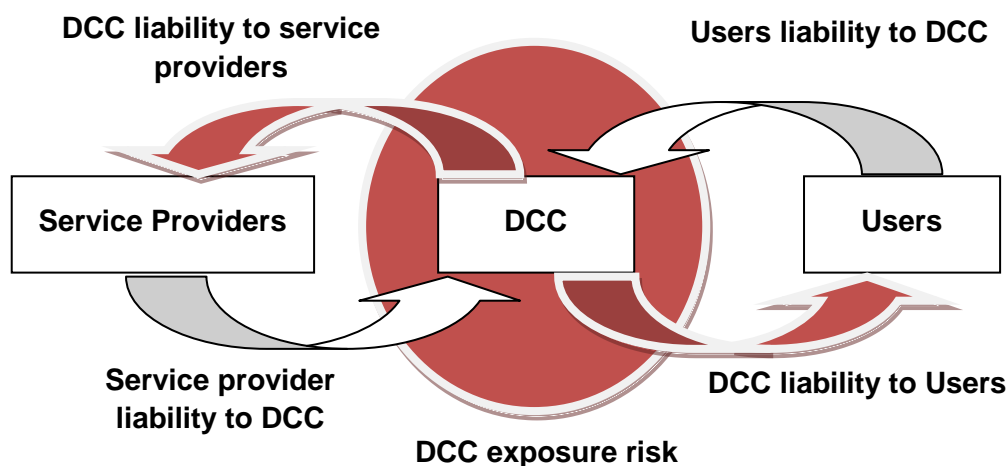 DCC liability to service
providers
Users liability to DCC
Service Providers
DCC
Users
Service provider
liability to DCC
DCC liability to Users
DCC exposure risk